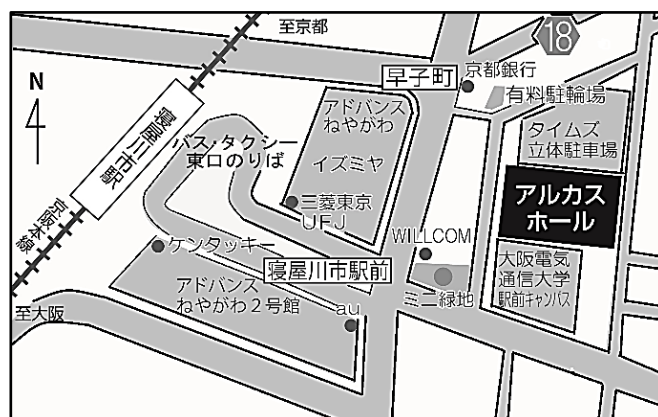 至京都
18
N
早子町
京都銀行
有料駐輪場
アドバンス
ねやがわ
イズミヤ
タイムズ
立体駐車場
寝屋川市駅
バス・タクシー
東口のりば
アルカス
ホール
三菱東京
UFJ
京阪本線
ケンタッキー
WILLCOM
寝屋川市駅前
大阪電気
通信大学
駅前キャンパス
アドバンス
ねやがわ2号館
ミニ緑地
至大阪
au